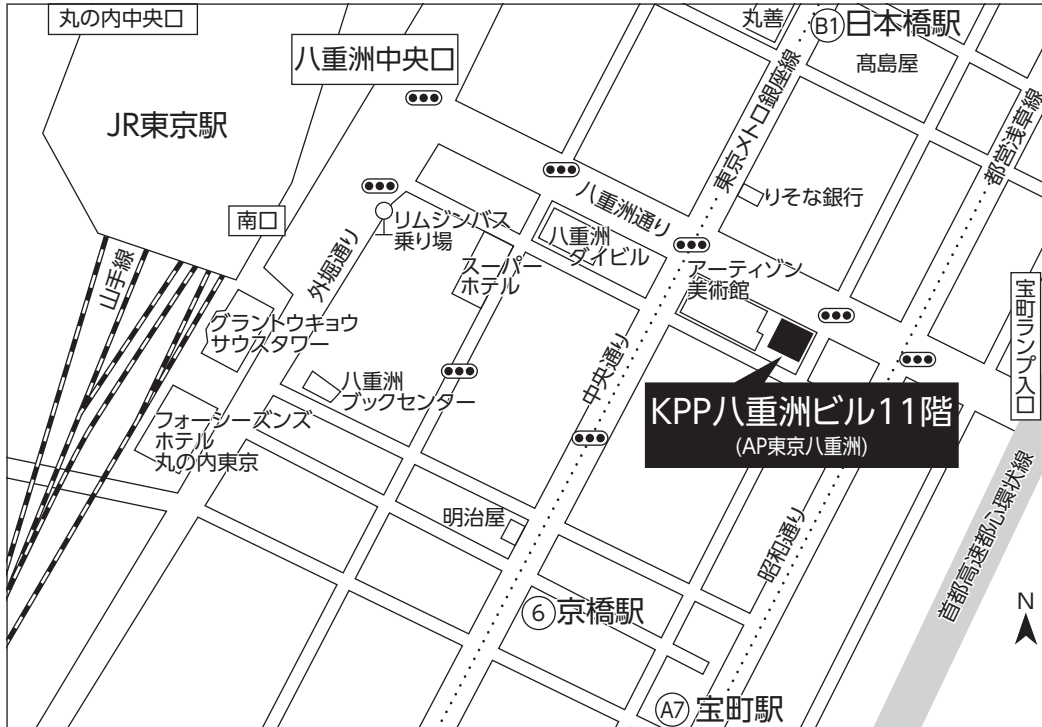 丸の内中央口
丸善
B1 日本橋駅
八重洲中央口
髙島屋
JR東京駅
東京メトロ銀座線
都営浅草線
八重洲通り
りそな銀行
南口
リムジンバス
乗り場
八重洲
ダイビル
外堀通り
山手線
スーパー
ホテル
アーティゾン
美術館
宝町ランプ入口
グラントウキョウ
サウスタワー
中央通り
八重洲
ブックセンター
KPP八重洲ビル11階
(AP東京八重洲)
フォーシーズンズ
ホテル
丸の内東京
明治屋
昭和通り
首都高速都心環状線
N
6 京橋駅
A7 宝町駅